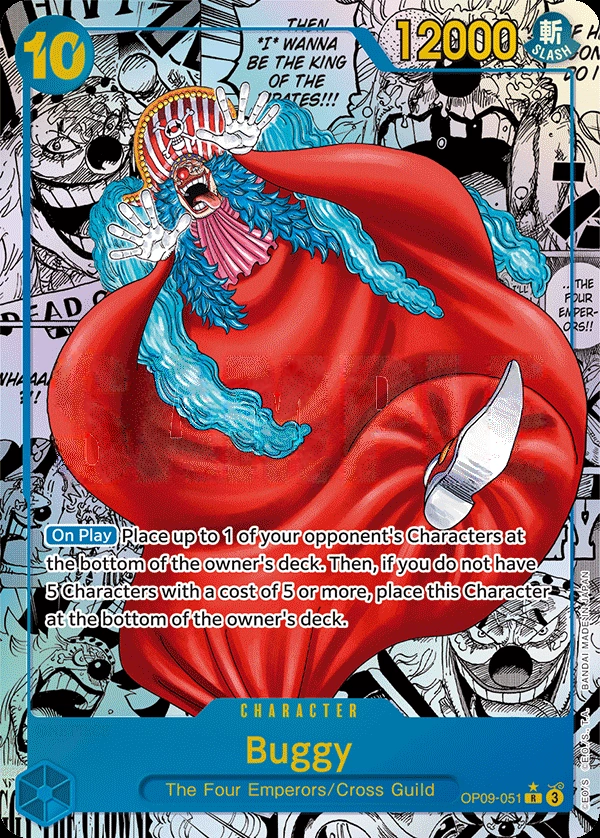 10
12000
斬
SLASH
THEN
*I* WANNA
BE THE KING
OF THE
PIRATES!!!
...THE
FOUR
EMPER-
ORS!!
?!!
On Play Place up to 1 of your opponent's Characters at
the bottom of the owner's deck. Then, if you do not have
5 Characters with a cost of 5 or more, place this Character
at the bottom of the owner's deck.
CHARACTER
Buggy
The Four Emperors/Cross Guild
OP09-051 R 3
BANDAI MADE IN JAPAN